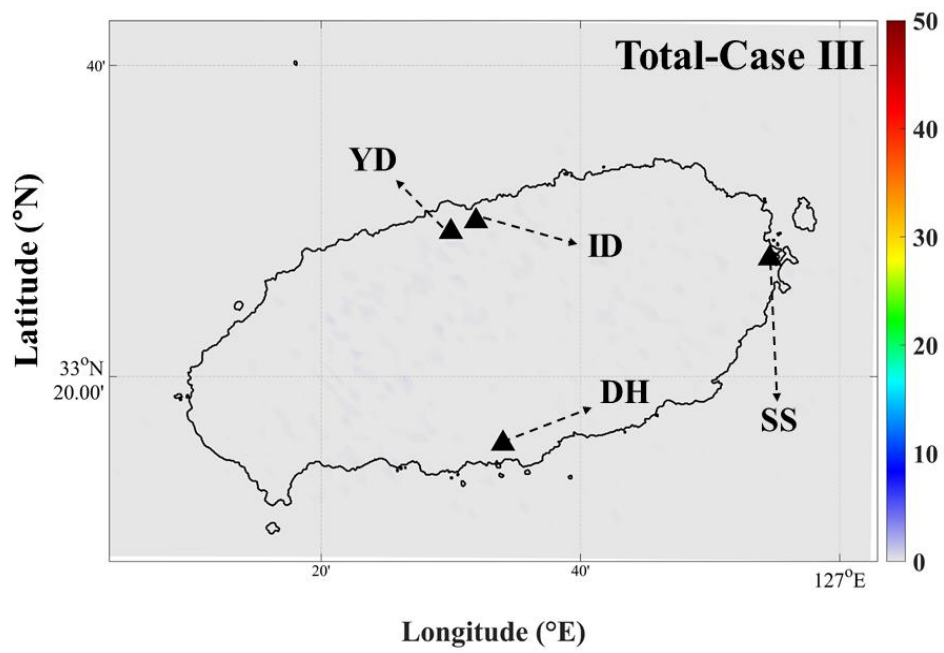 Total-Case III
50
40'
40
YD
ID
30
Latitude (°N)
33°N
20.00'
20
DH
SS
10
0
20'
40'
127°E
Longitude (°E)